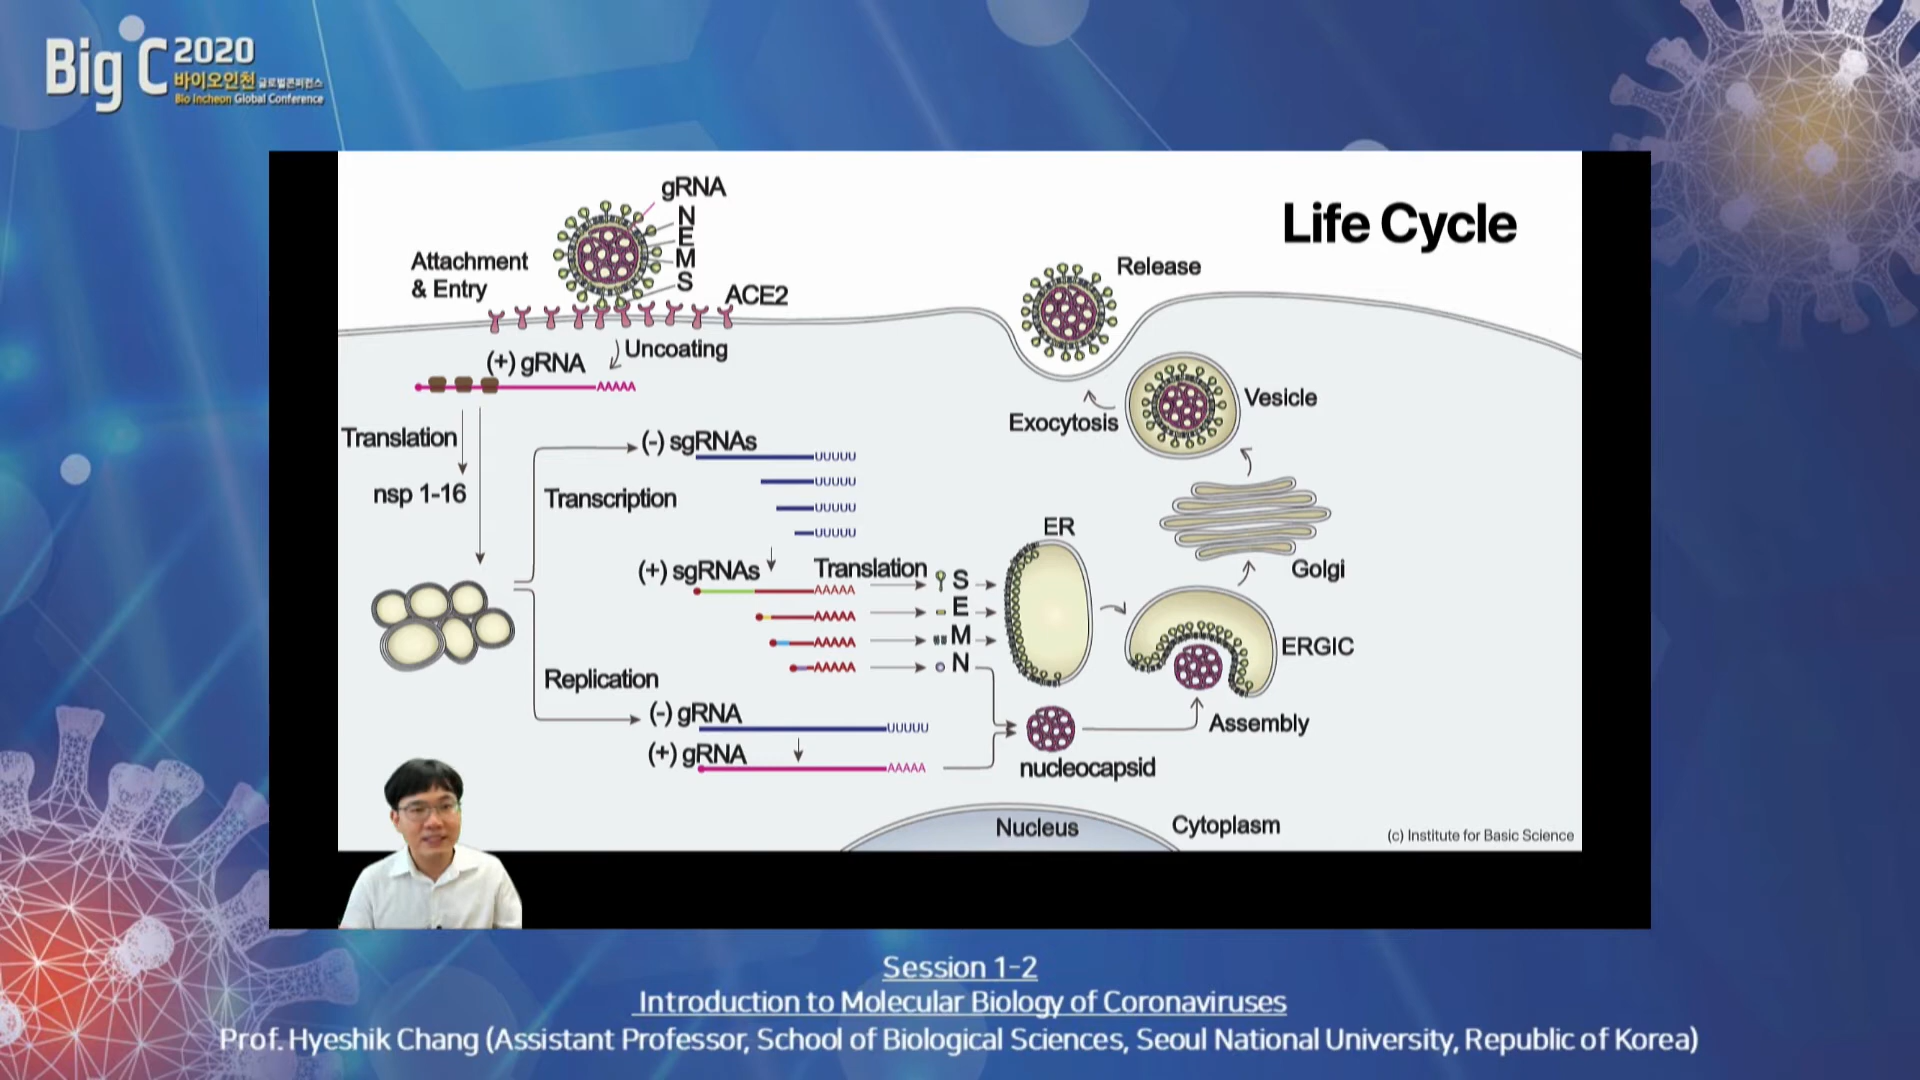 Big C 2020
바이오인천 글로벌콘퍼런스
Bio Incheon Global Conference
Life Cycle
gRNA
N
E
M
S
Attachment
& Entry
ACE2
Release
(+) gRNA
Uncoating
AAAAA
Vesicle
Exocytosis
Translation
nsp 1-16
(-) sgRNAs
UUUUU
UUUUU
UUUUU
UUUUU
Transcription
ER
Golgi
(+) sgRNAs
Translation
AAAAA
S
AAAAA
E
AAAAA
M
AAAAA
N
ERGIC
Replication
(-) gRNA
UUUUU
(+) gRNA
AAAAA
Assembly
nucleocapsid
Nucleus
Cytoplasm
(c) Institute for Basic Science
Session 1-2
Introduction to Molecular Biology of Coronaviruses
Prof. Hyeshik Chang (Assistant Professor, School of Biological Sciences, Seoul National University, Republic of Korea)